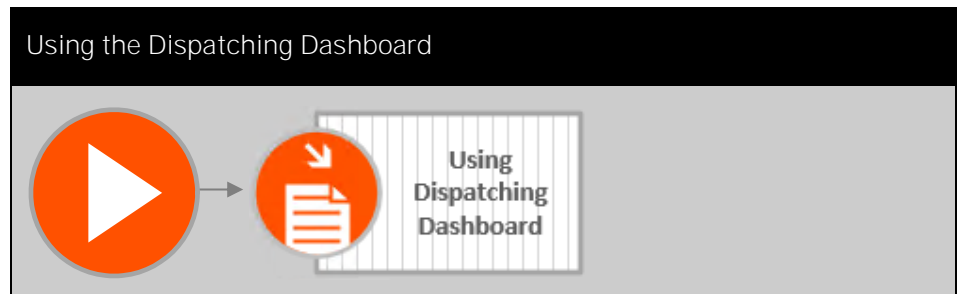 Using the Dispatching Dashboard
Using
Dispatching
Dashboard